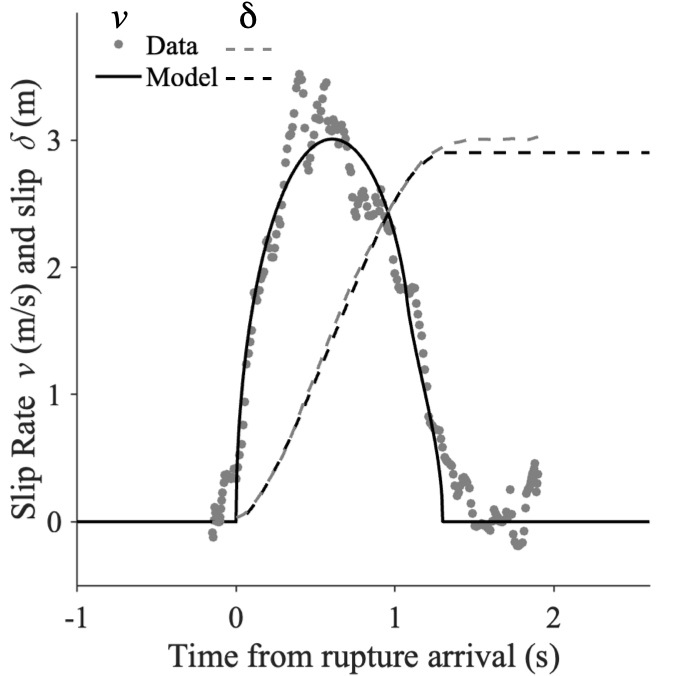 v δ
Data
Model
Slip Rate v (m/s) and slip δ (m)
3
2
1
0
-1 0 1 2
Time from rupture arrival (s)